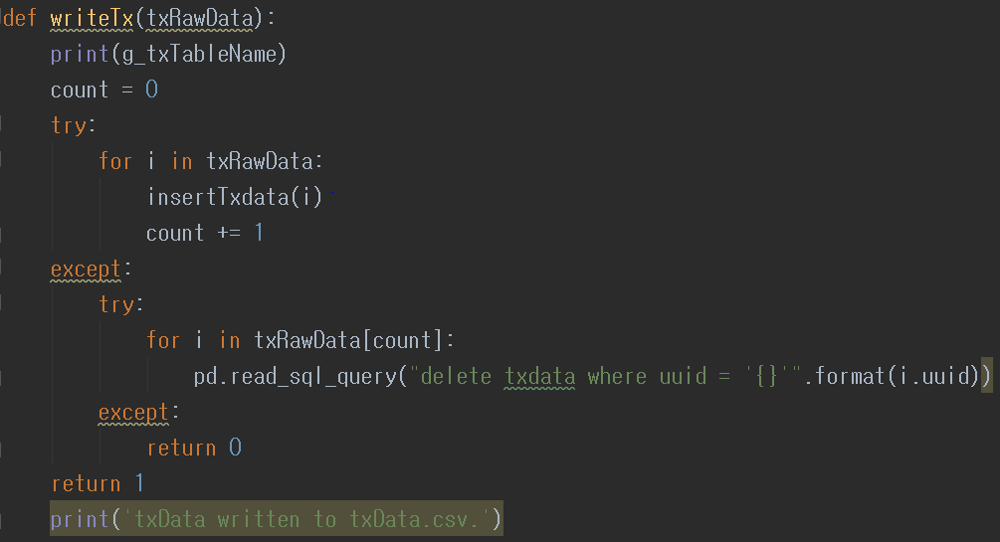 def writeTx(txRawData):
    print(g_txTableName)
    count = 0
    try:
        for i in txRawData:
            insertTxdata(i)
            count += 1
    except:
        try:
            for i in txRawData[count]:
                pd.read_sql_query("delete txdata where uuid = '{}'".format(i.uuid))
        except:
            return 0
    return 1
    print('txData written to txData.csv.')